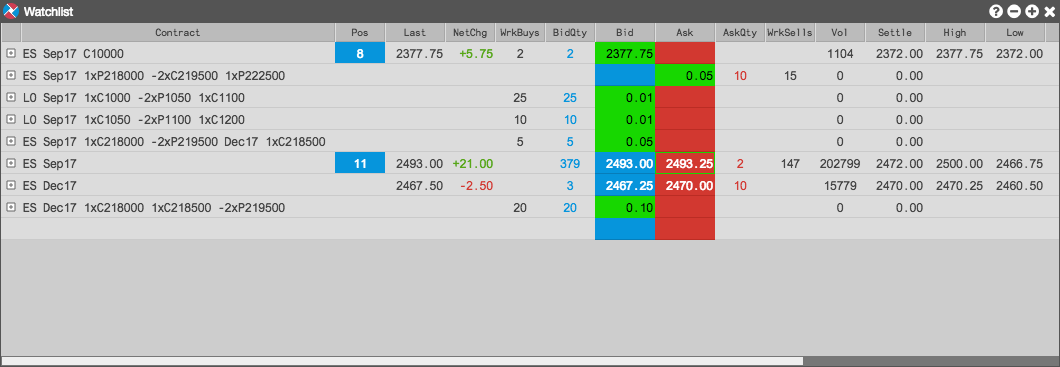 Watchlist
Contract Pos Last NetChg WrkBuys BidQty Bid Ask AskQty WrkSells Vol Settle High Low
ES Sep17 C10000 8 2377.75 +5.75 2 2 2377.75 1104 2372.00 2377.75 2372.00
ES Sep17 1xP218000 -2xC219500 1xP222500 0.05 10 15 0 0.00
LO Sep17 1xC1000 -2xP1050 1xC1100 25 25 0.01 0 0.00
LO Sep17 1xC1050 -2xP1100 1xC1200 10 10 0.01 0 0.00
ES Sep17 1xC218000 -2xP219500 Dec17 1xC218500 5 5 0.05 0 0.00
ES Sep17 11 2493.00 +21.00 379 2493.00 2493.25 2 147 202799 2472.00 2500.00 2466.75
ES Dec17 2467.50 -2.50 3 2467.25 2470.00 10 15779 2470.00 2470.25 2460.50
ES Dec17 1xC218000 1xC218500 -2xP219500 20 20 0.10 0 0.00